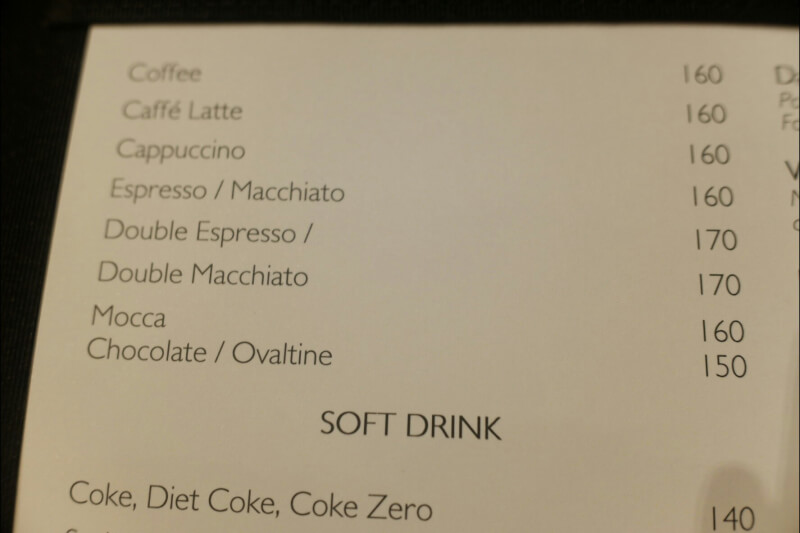 Coffee 160
Caffé Latte 160
Cappuccino 160
Espresso / Macchiato 160
Double Espresso / 170
Double Macchiato 170
Mocca 160
Chocolate / Ovaltine 150
SOFT DRINK
Coke, Diet Coke, Coke Zero 140